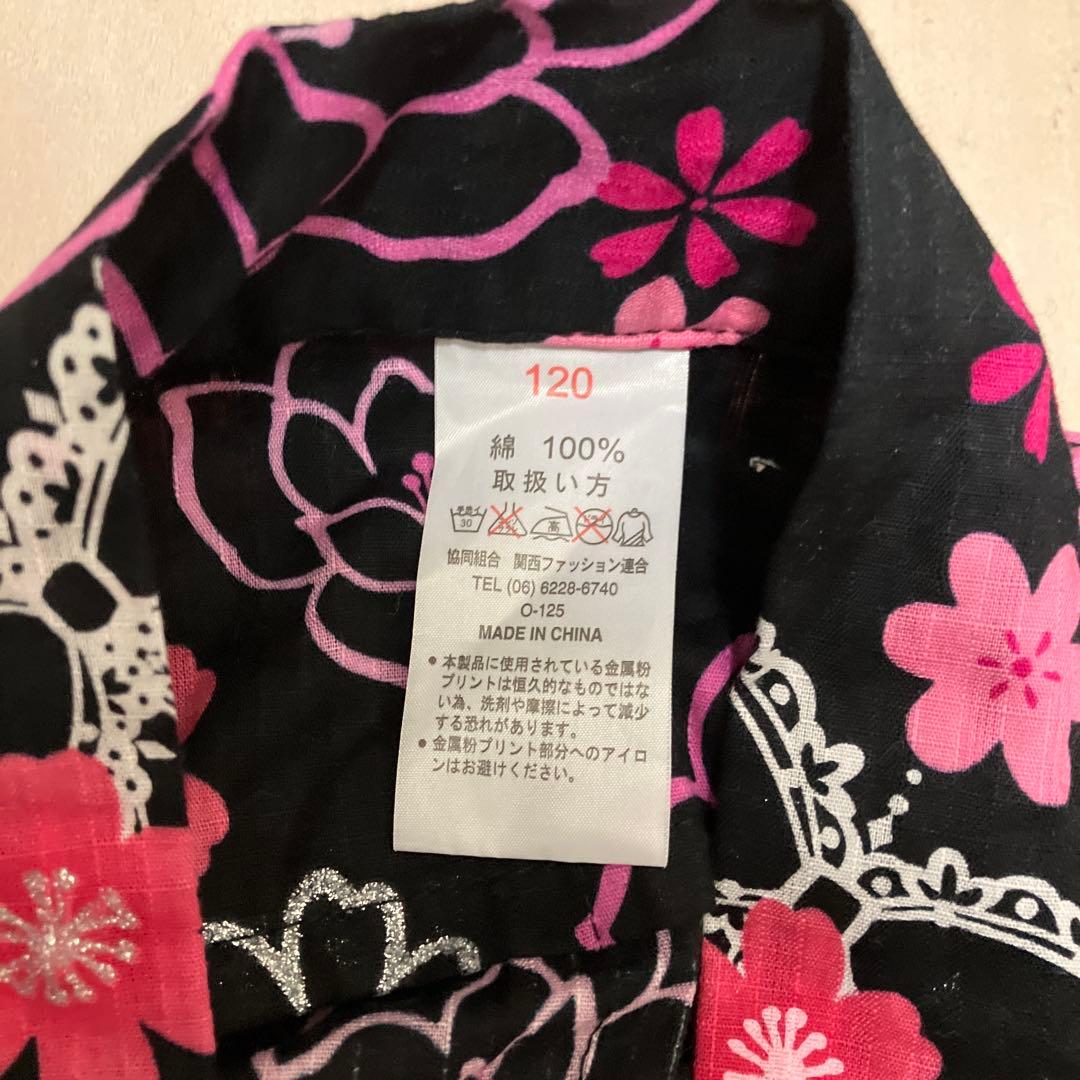 120
綿 100%
取扱い方
手洗イ
30
高
協同組合 関西ファッション連合
TEL (06) 6228-6740
O-125
MADE IN CHINA
• 本製品に使用されている金属粉
プリントは恒久的なものではな
い為、洗剤や摩擦によって減少
する恐れがあります。
• 金属粉プリント部分へのアイロ
ンはお避けください。